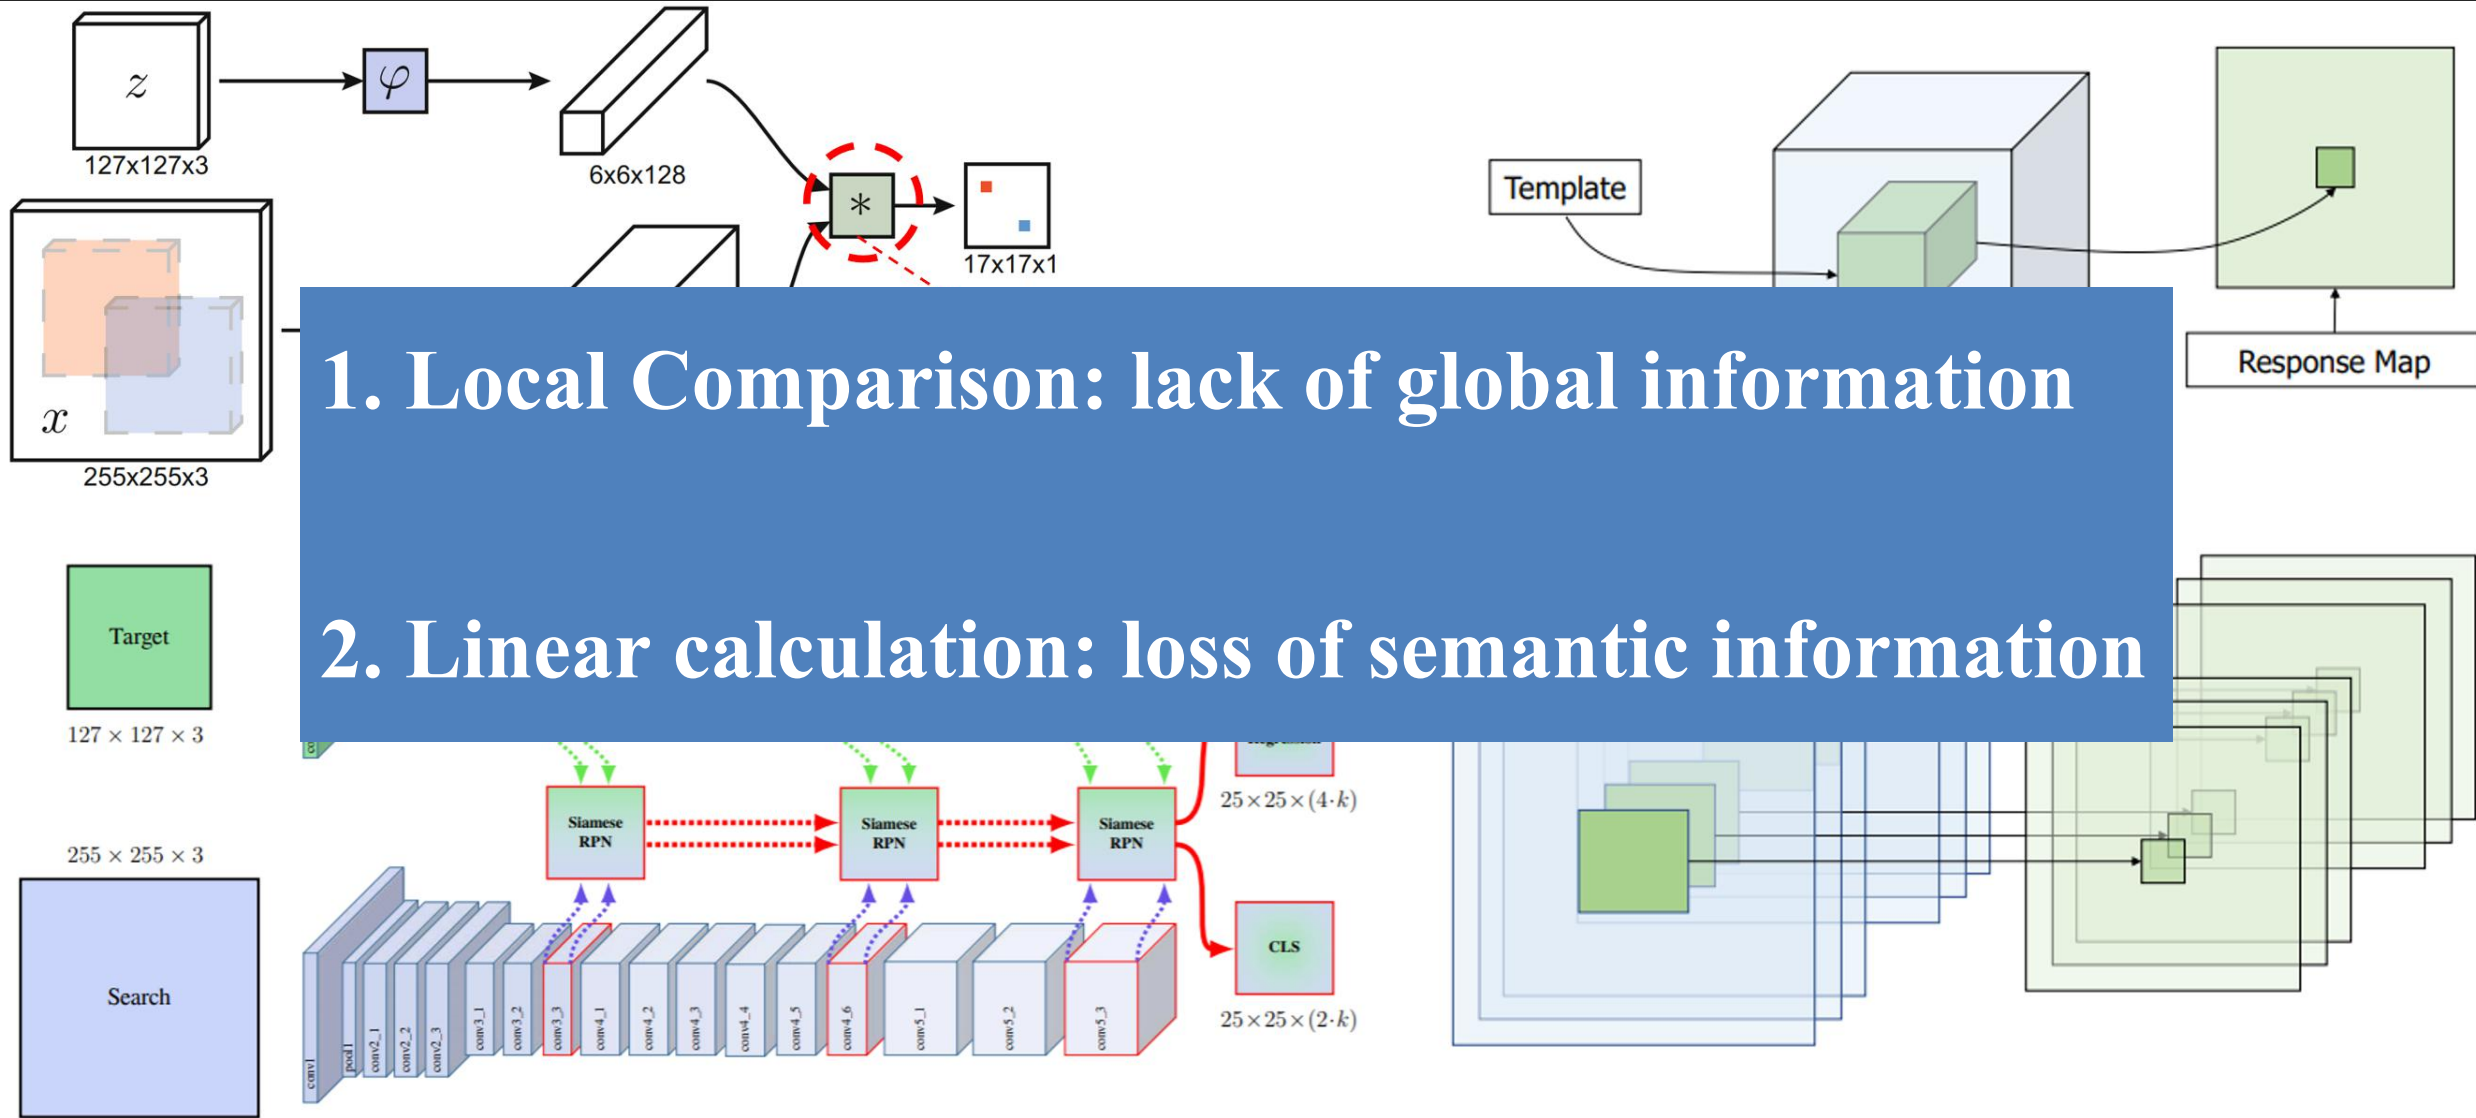 z
φ
127x127x3
6x6x128
*
17x17x1
x
255x255x3
Template
Response Map
1. Local Comparison: lack of global information
2. Linear calculation: loss of semantic information
Target
127 × 127 × 3
255 × 255 × 3
Search
Siamese
RPN
Siamese
RPN
Siamese
RPN
25×25×(4·k)
CLS
25×25×(2·k)
conv1
pool1
conv2_1
conv2_2
conv2_3
conv3_1
conv3_2
conv3_3
conv4_1
conv4_2
conv4_3
conv4_4
conv4_5
conv4_6
conv5_1
conv5_2
conv5_3